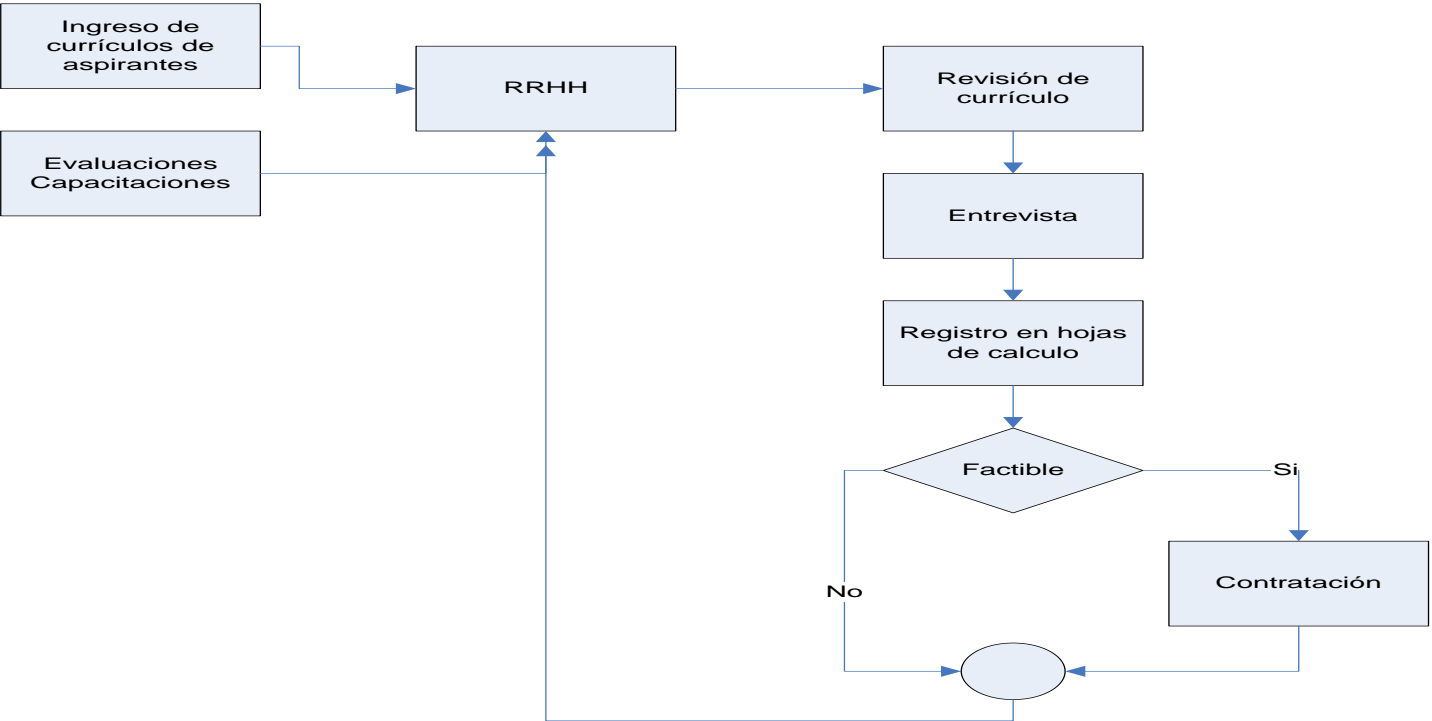 Ingreso de
currículos de
aspirantes
RRHH
Revisión de
currículo
Evaluaciones
Capacitaciones
Entrevista
Registro en hojas
de calculo
Factible
Si
Contratación
No